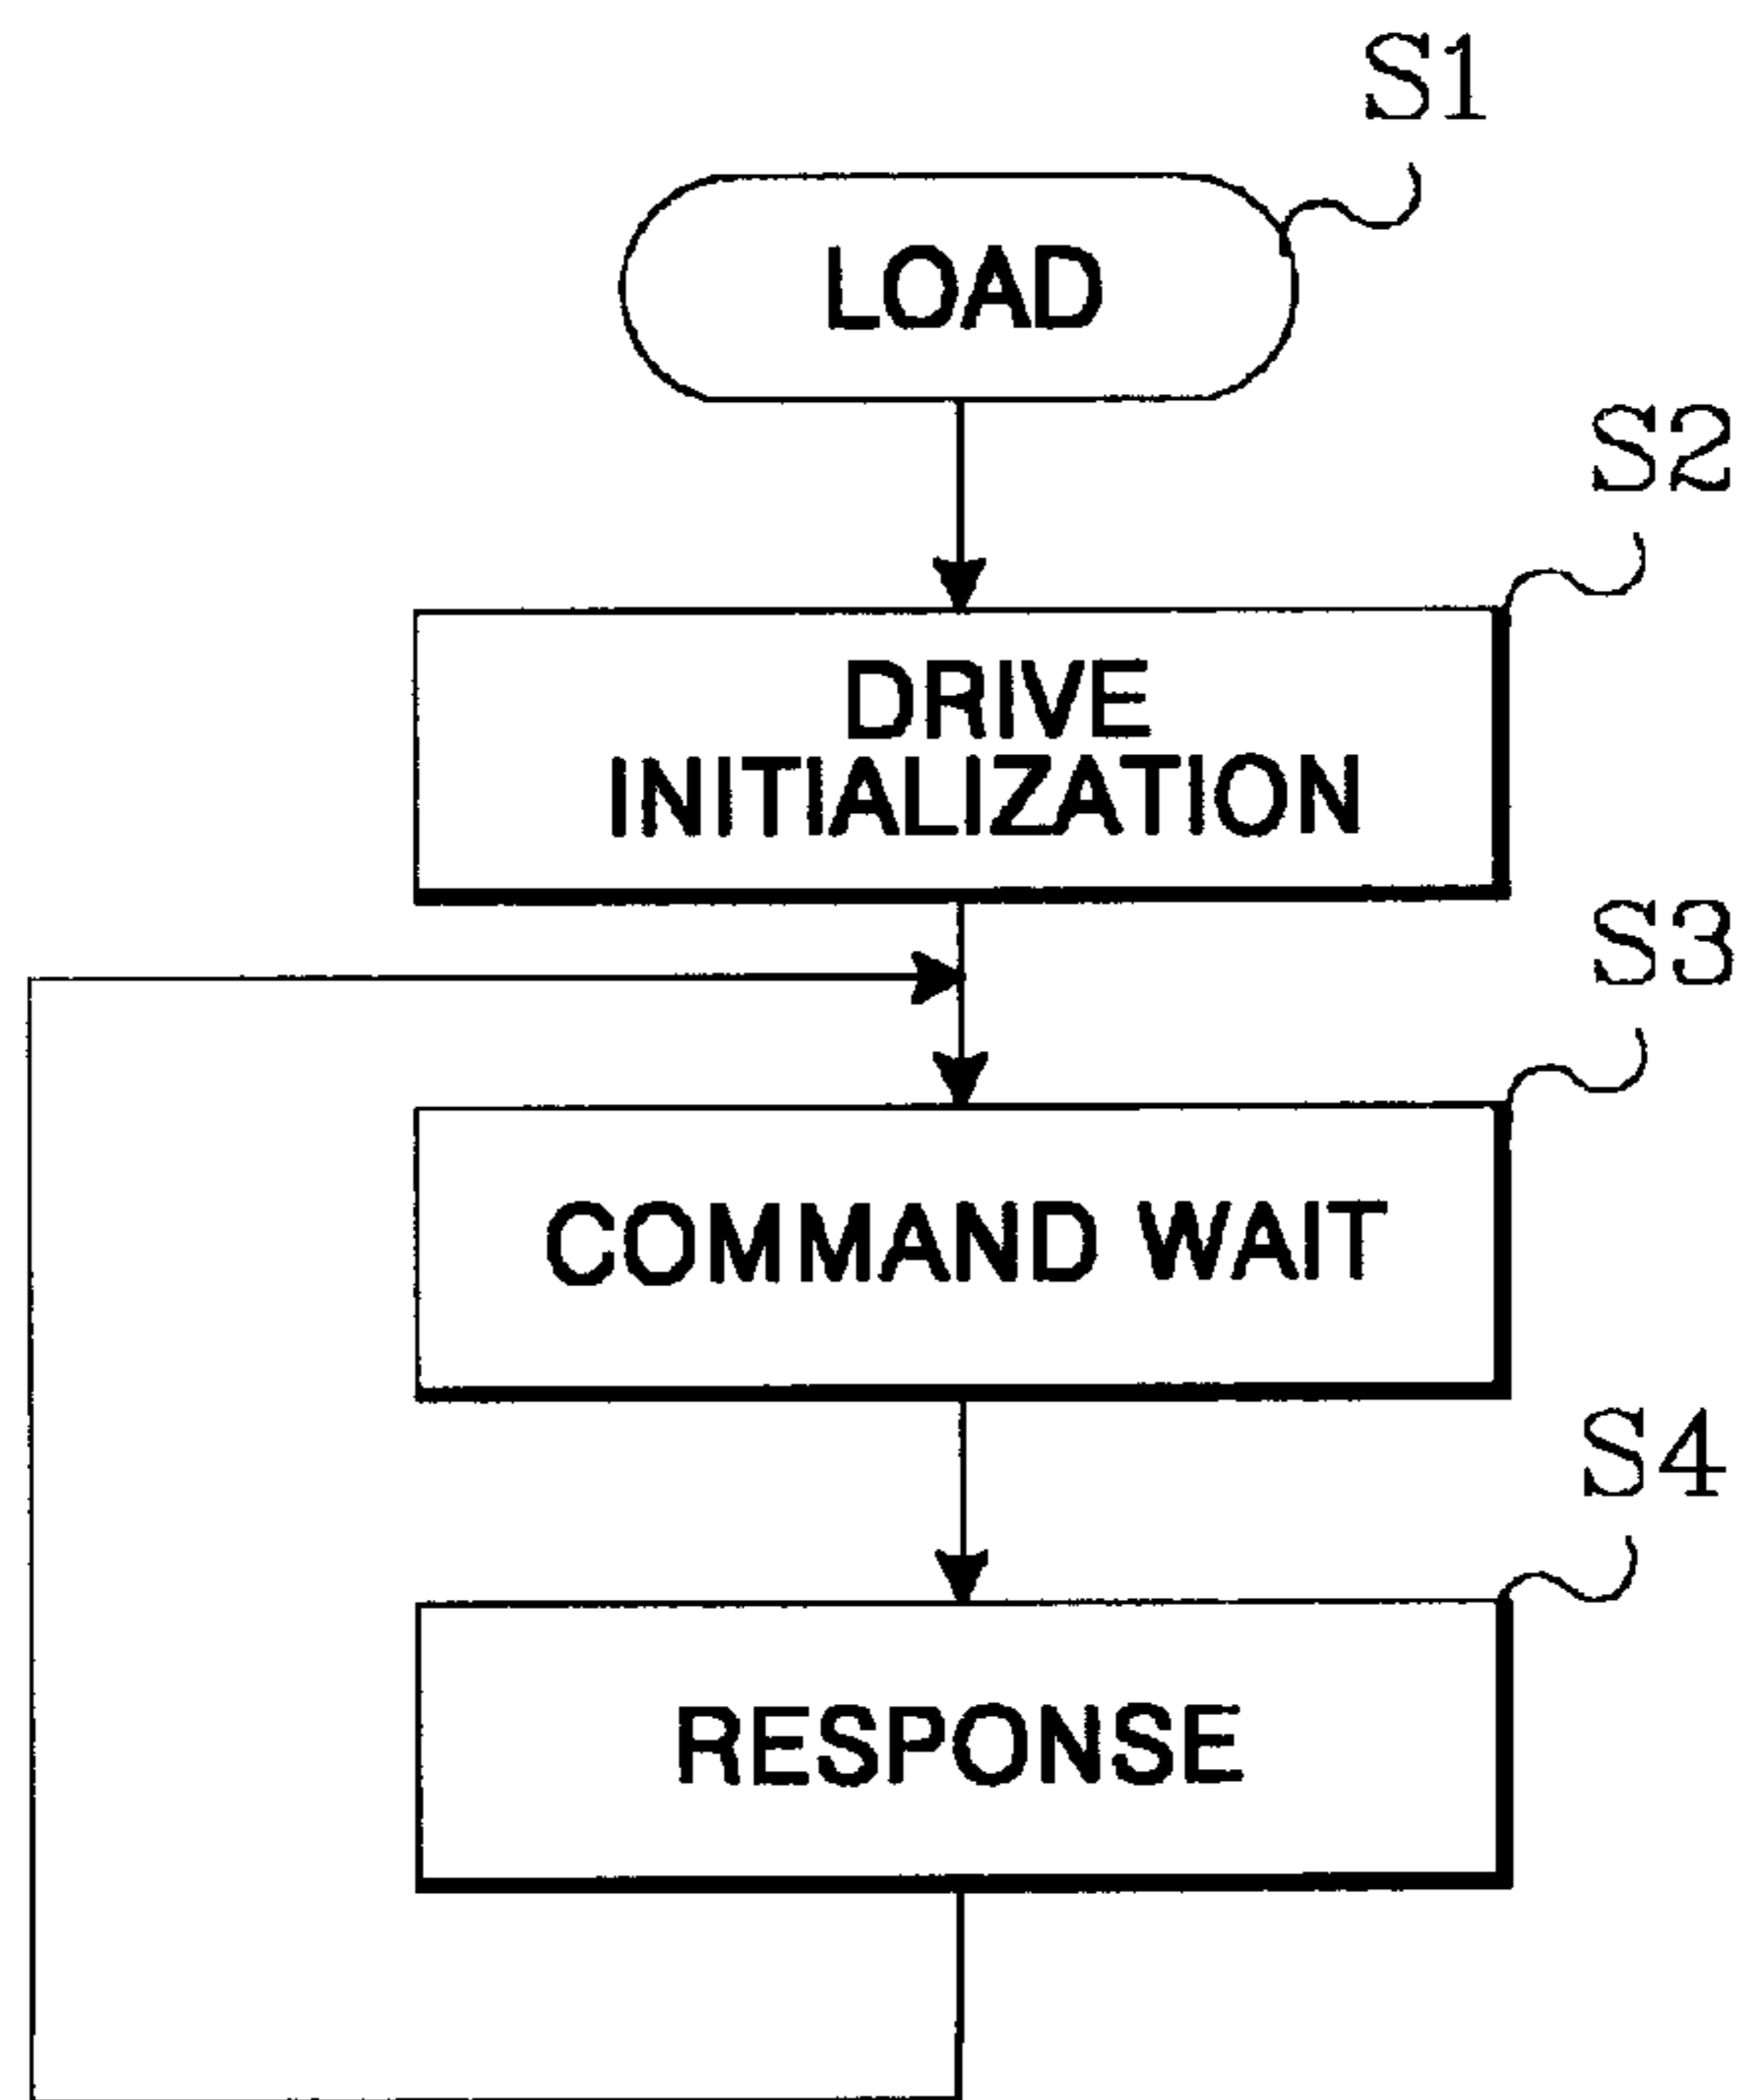 S1
LOAD
S2
DRIVE
INITIALIZATION
S3
COMMAND WAIT
S4
RESPONSE